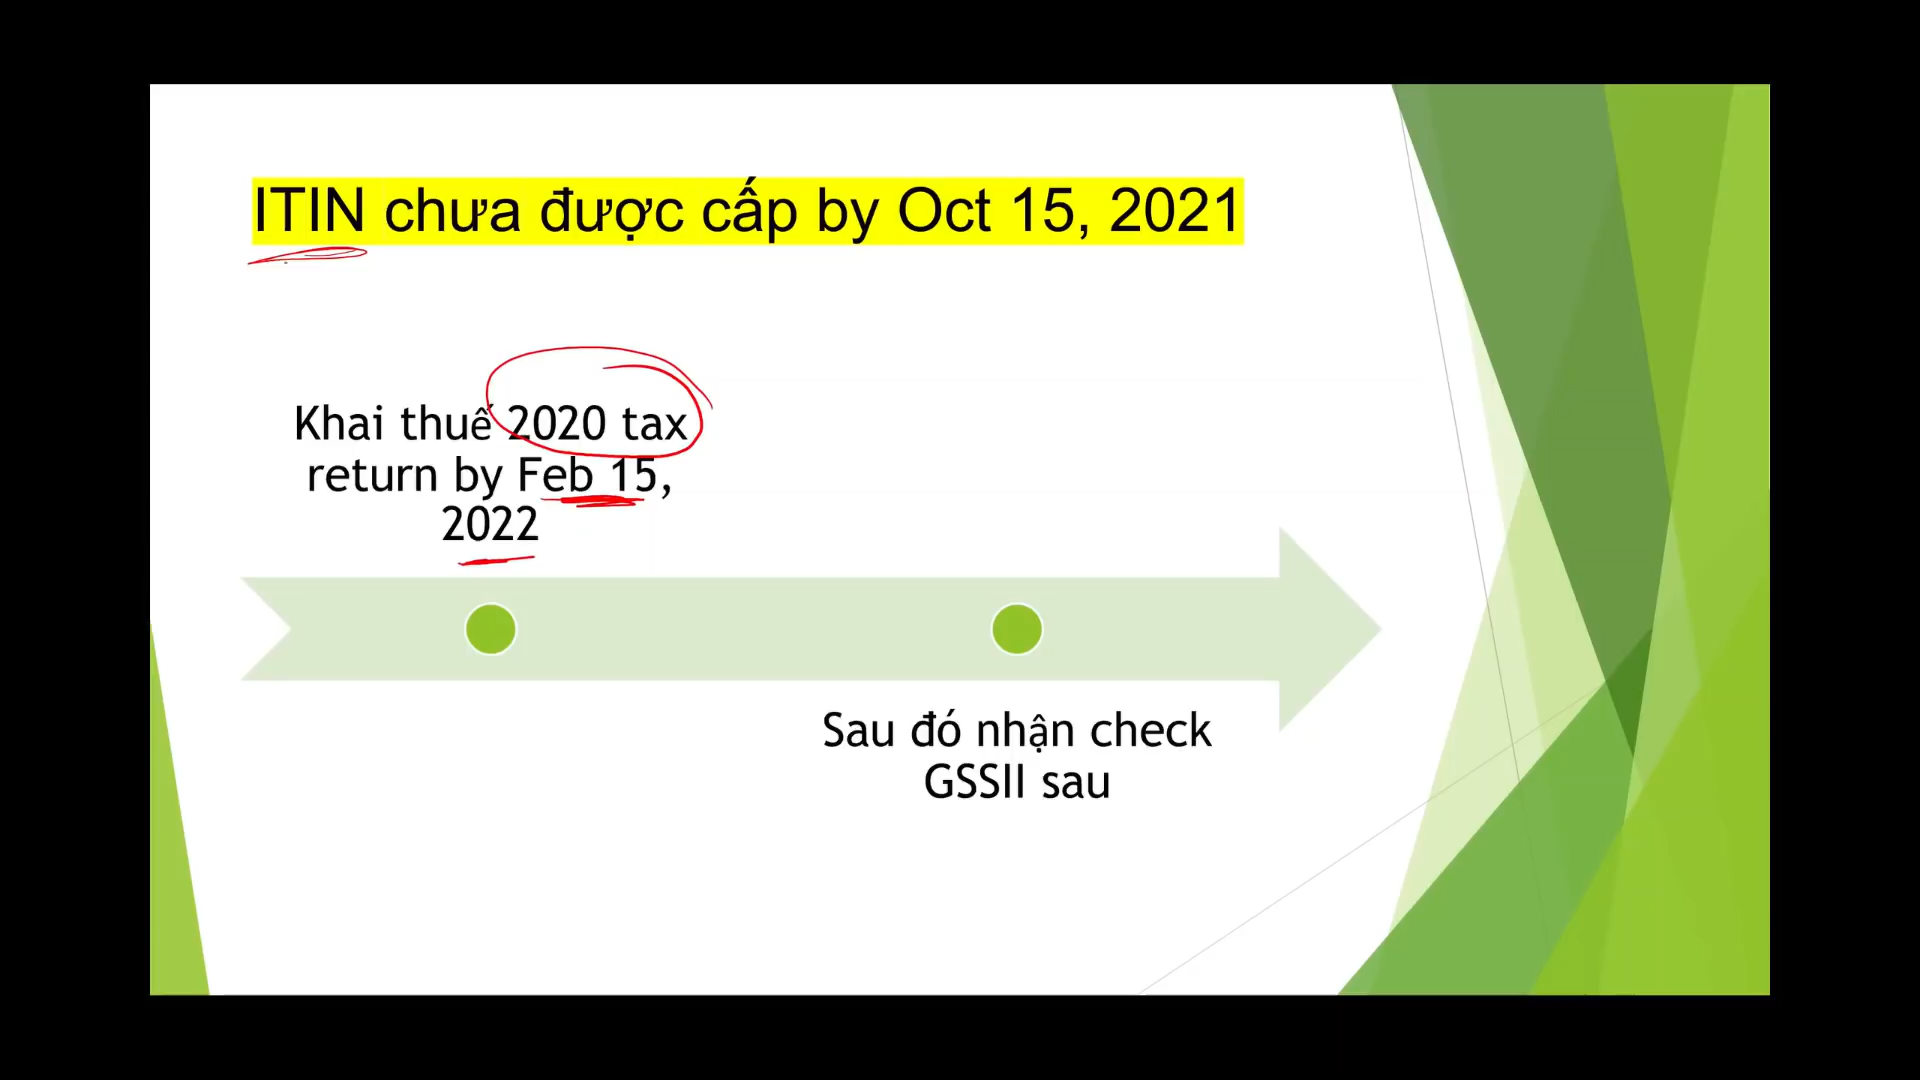 ITIN chưa được cấp by Oct 15, 2021
Khai thuế 2020 tax
return by Feb 15,
2022
Sau đó nhận check
GSSII sau